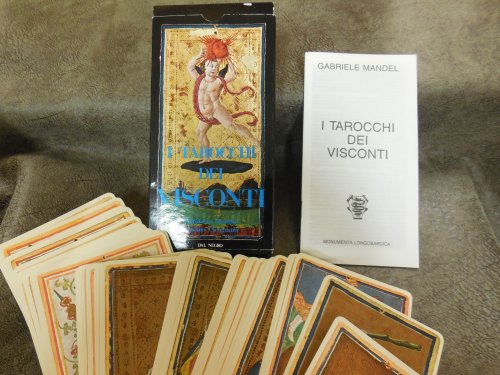 I TAROCCHI
DEI
VISCONTI
DAL NEGRO
GABRIELE MANDEL
I TAROCCHI
DEI
VISCONTI
MONUMENTA LONGOBARDICA